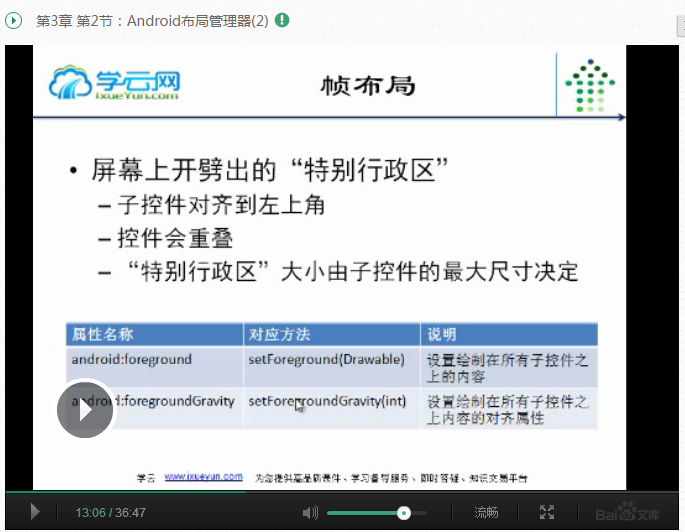 第3章 第2节：Android布局管理器(2)
学云网
ixueYun.com
帧布局
• 屏幕上开劈出的“特别行政区”
– 子控件对齐到左上角
– 控件会重叠
– “特别行政区”大小由子控件的最大尺寸决定
属性名称 对应方法 说明
android:foreground setForeground(Drawable) 设置绘制在所有子控件之
上的内容
android:foregroundGravity setForegroundGravity(int) 设置绘制在所有子控件之
上内容的对齐属性
学云 www.ixueyun.com 为您提供高品质课件、学习督导服务、即时答疑、知识交易平台
13:06 / 36:47 流畅 Bai文库